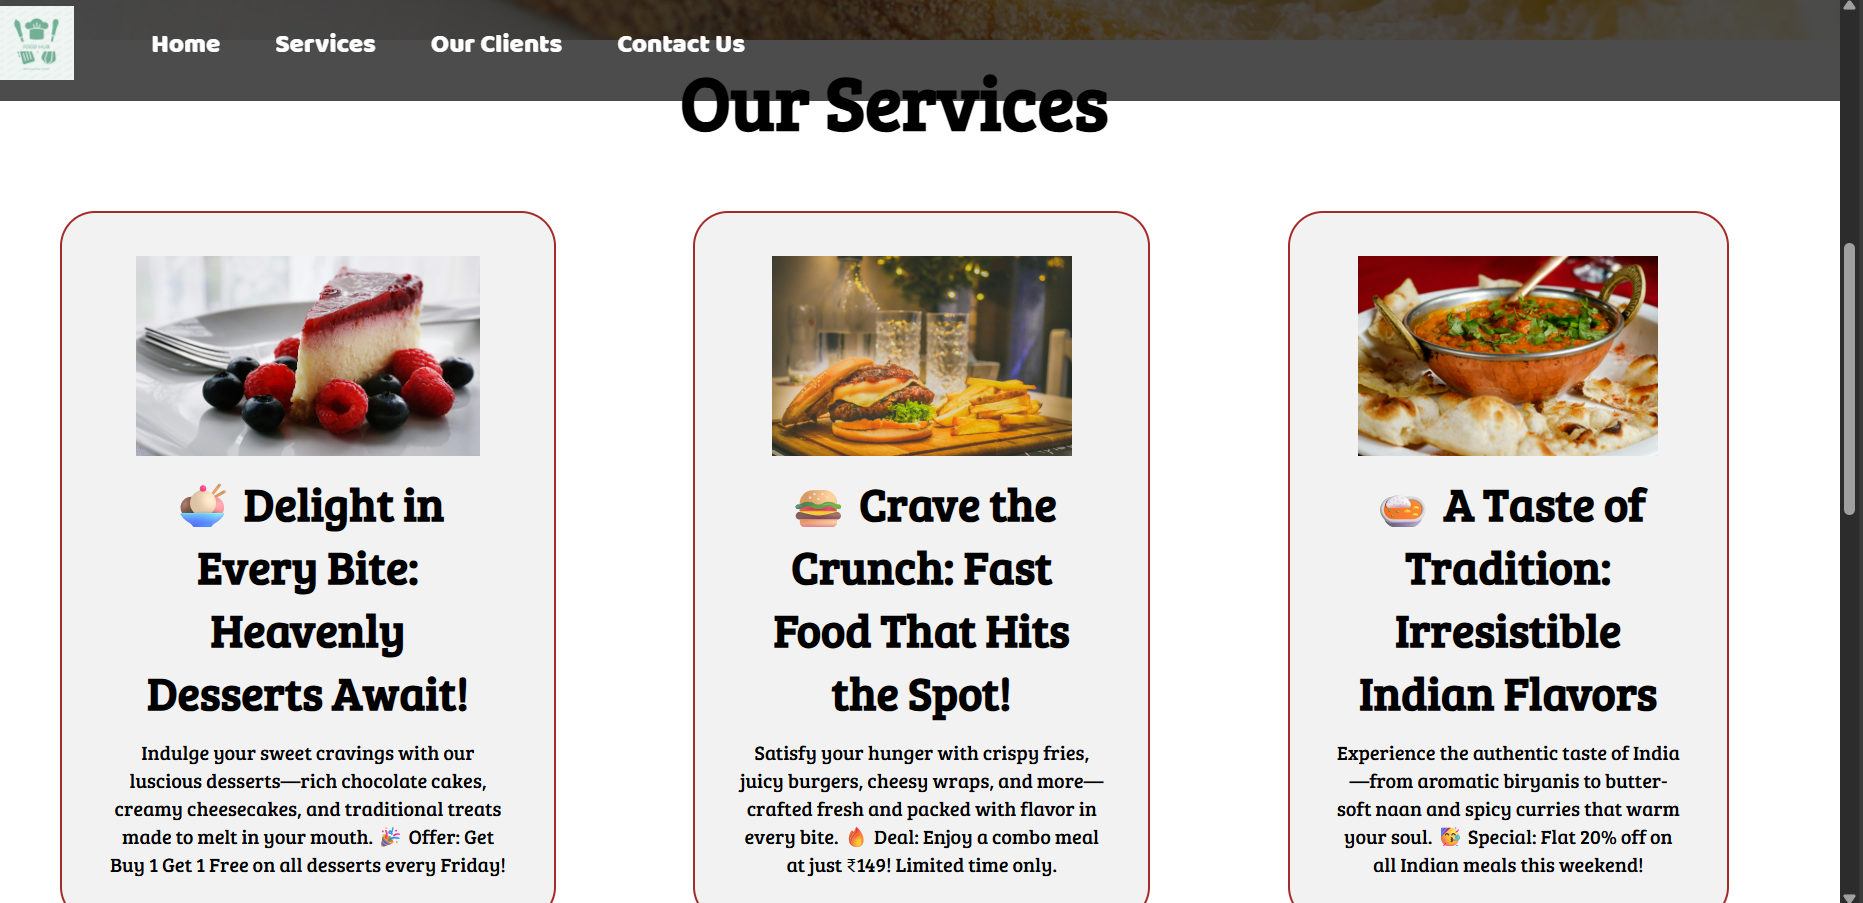 FOOD HUB
Home Services Our Clients Contact Us
Our Services
🍨 Delight in
Every Bite:
Heavenly
Desserts Await!
Indulge your sweet cravings with our
luscious desserts—rich chocolate cakes,
creamy cheesecakes, and traditional treats
made to melt in your mouth. 🎉 Offer: Get
Buy 1 Get 1 Free on all desserts every Friday!
🍔 Crave the
Crunch: Fast
Food That Hits
the Spot!
Satisfy your hunger with crispy fries,
juicy burgers, cheesy wraps, and more—
crafted fresh and packed with flavor in
every bite. 🔥 Deal: Enjoy a combo meal
at just ₹149! Limited time only.
🍛 A Taste of
Tradition:
Irresistible
Indian Flavors
Experience the authentic taste of India
—from aromatic biryanis to butter-
soft naan and spicy curries that warm
your soul. 🥳 Special: Flat 20% off on
all Indian meals this weekend!